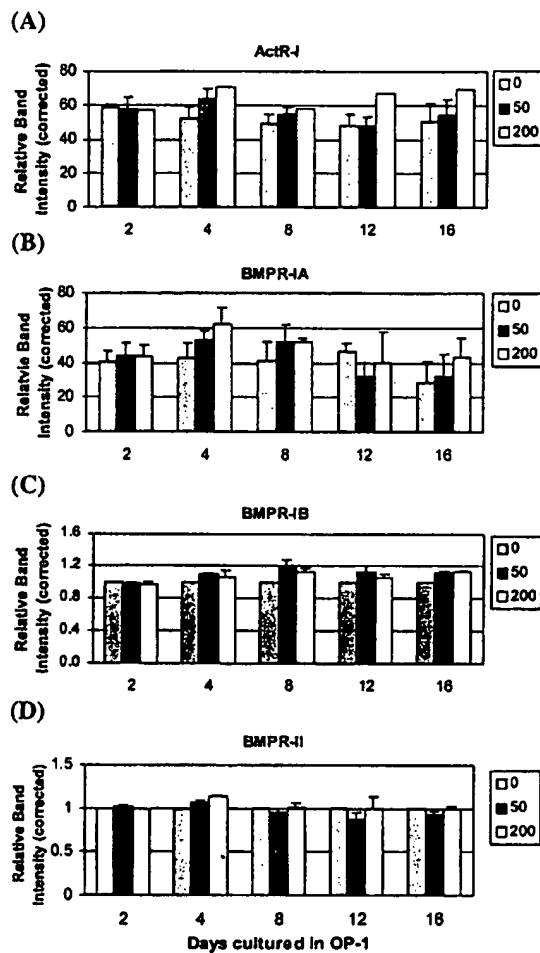 (A)
ActR-I
Relative Band
Intensity (corrected)
80
60
40
20
0
2 4 8 12 16
0
50
200
(B)
BMPR-IA
Relatvie Band
Intensity (corrected)
80
60
40
20
0
2 4 8 12 16
0
50
200
(C)
BMPR-IB
Relative Band
Intensity (corrected)
1.6
1.2
0.8
0.4
0.0
2 4 8 12 16
0
50
200
(D)
BMPR-II
Relative Band
Intensity (corrected)
1.5
1
0.5
0
2 4 8 12 16
Days cultured in OP-1
0
50
200